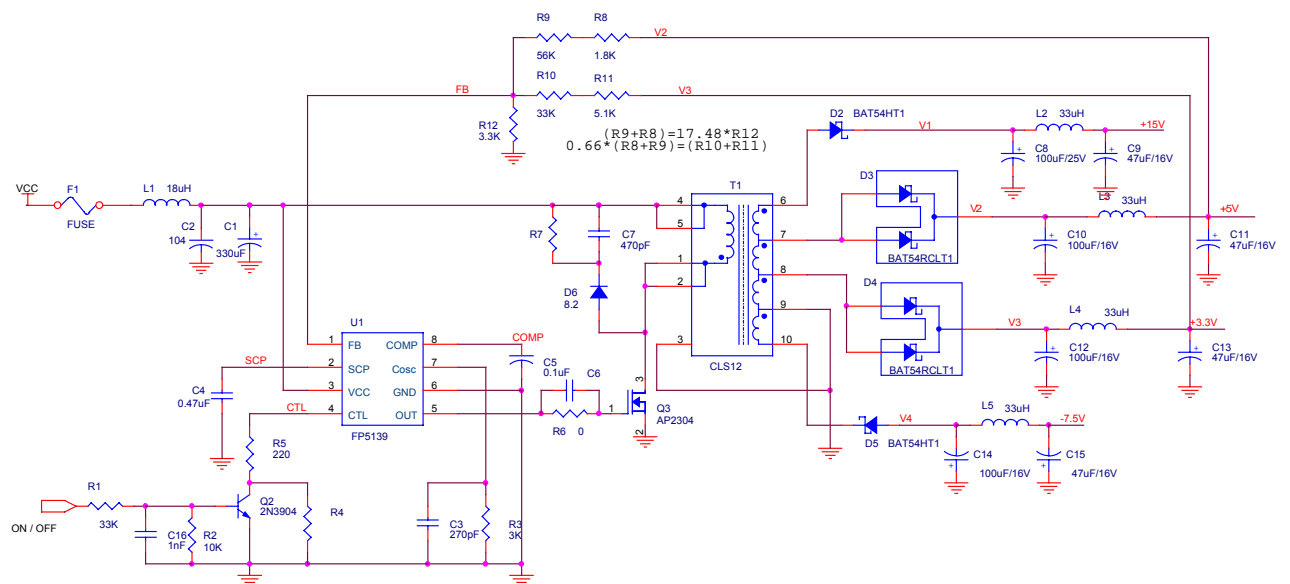 R9 R8 V2
56K 1.8K
R10 R11 V3
FB
33K 5.1K
R12
3.3K
(R9+R8)=17.48*R12
0.66*(R8+R9)=(R10+R11)
D2 BAT54HT1
V1
L2 33uH
+15V
C8
100uF/25V
C9
47uF/16V
VCC
F1
FUSE
L1 18uH
C2
104
C1
330uF
R7
C7
470pF
D6
8.2
T1
4
5
1
2
3
6
7
8
9
10
CLS12
D3
V2
BAT54RCLT1
L3
33uH
+5V
C10
100uF/16V
C11
47uF/16V
D4
V3
BAT54RCLT1
L4
33uH
+3.3V
C12
100uF/16V
C13
47uF/16V
D5 BAT54HT1
V4
L5
33uH
-7.5V
C14
100uF/16V
C15
47uF/16V
U1
1 FB COMP 8
2 SCP Cosc 7
3 VCC GND 6
4 CTL OUT 5
FP5139
SCP
CTL
COMP
C4
0.47uF
C5
0.1uF
C6
R6 0
1
3
2
Q3
AP2304
R5
220
R1
33K
ON / OFF
C16
1nF
R2
10K
Q2
2N3904
R4
C3
270pF
R3
3K